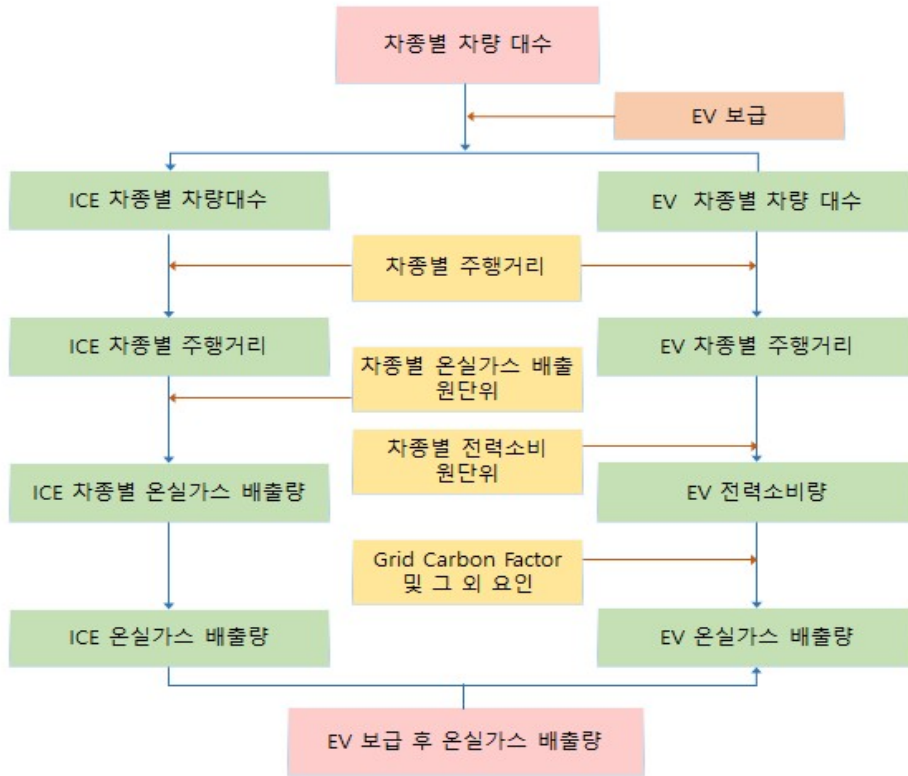 차종별 차량 대수
EV 보급
ICE 차종별 차량대수
EV 차종별 차량 대수
차종별 주행거리
ICE 차종별 주행거리
EV 차종별 주행거리
차종별 온실가스 배출
원단위
차종별 전력소비
원단위
ICE 차종별 온실가스 배출량
EV 전력소비량
Grid Carbon Factor
및 그 외 요인
ICE 온실가스 배출량
EV 온실가스 배출량
EV 보급 후 온실가스 배출량